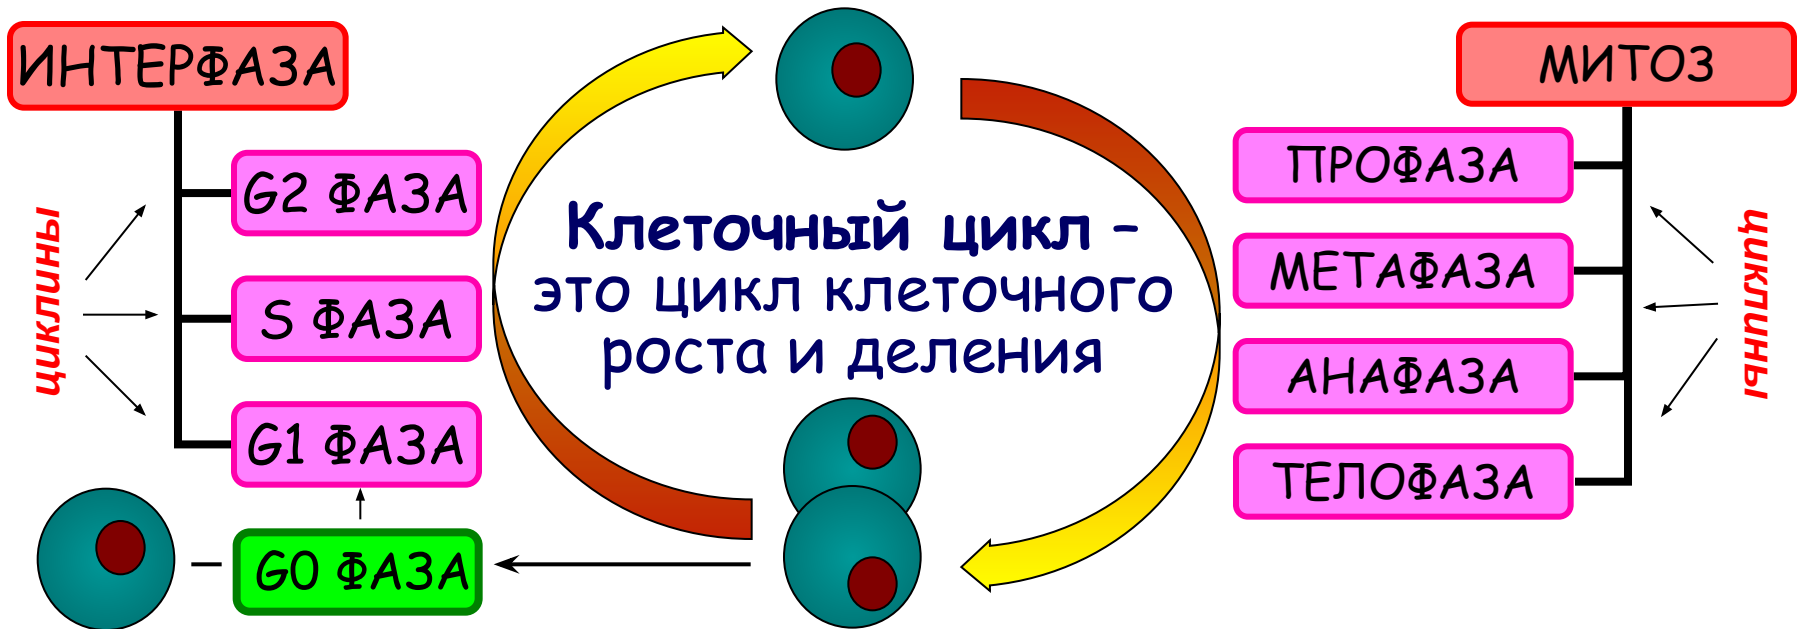 ИНТЕРФАЗА
G2 ФАЗА
S ФАЗА
G1 ФАЗА
G0 ФАЗА
циклины
Клеточный цикл –
это цикл клеточного
роста и деления
МИТОЗ
ПРОФАЗА
МЕТАФАЗА
АНАФАЗА
ТЕЛОФАЗА
циклины